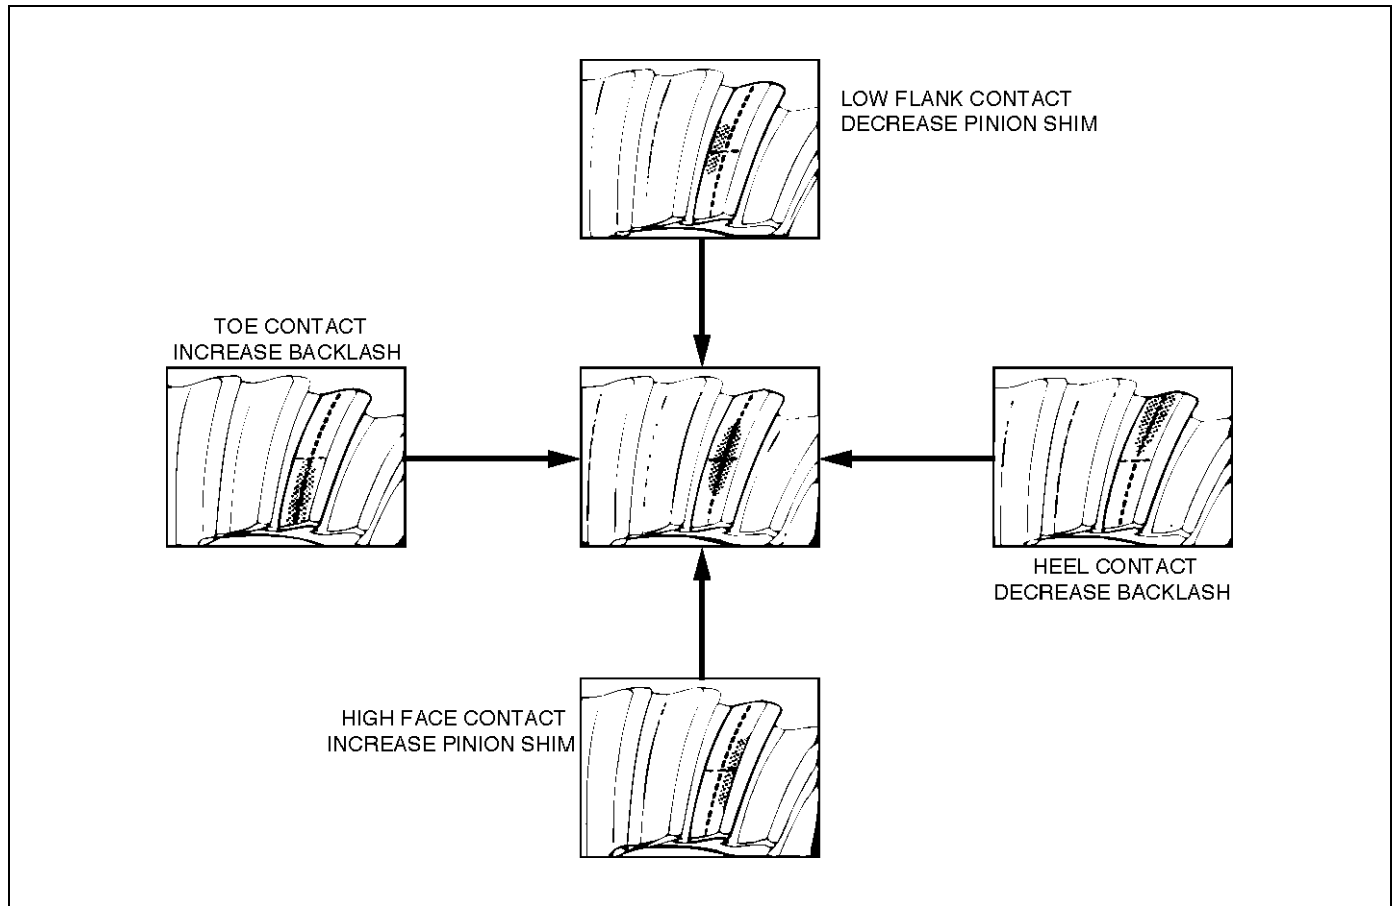 LOW FLANK CONTACT
DECREASE PINION SHIM
TOE CONTACT
INCREASE BACKLASH
HEEL CONTACT
DECREASE BACKLASH
HIGH FACE CONTACT
INCREASE PINION SHIM